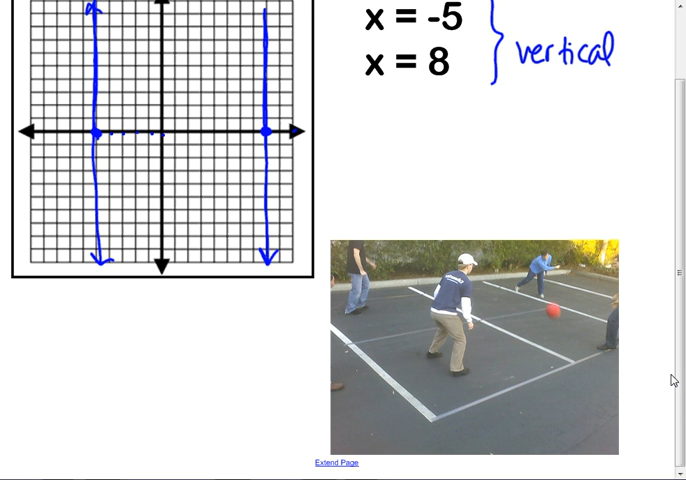 x = -5
x = 8
vertical
Extend Page